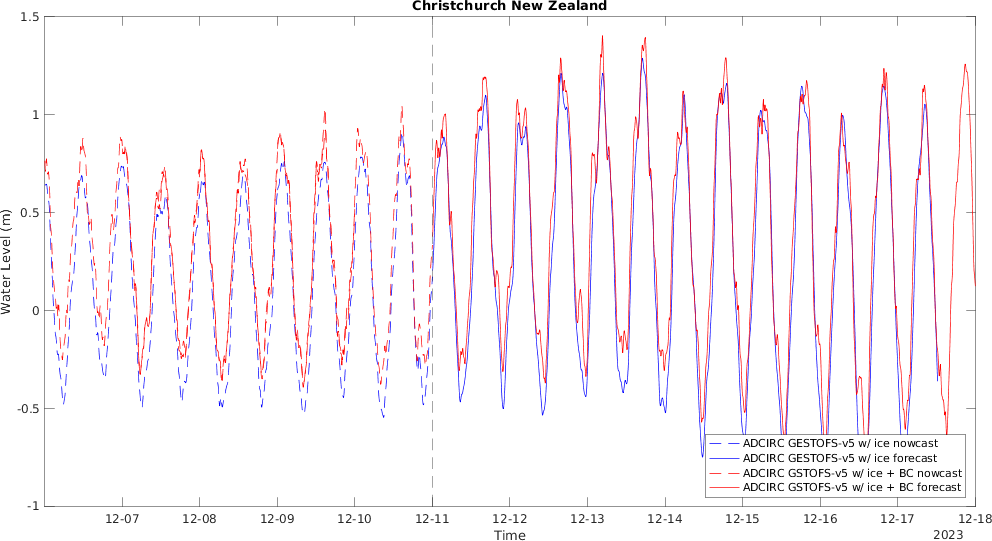 Christchurch New Zealand
1.5
1
0.5
0
-0.5
-1
Water Level (m)
ADCIRC GESTOFS-v5 w/ ice nowcast
ADCIRC GESTOFS-v5 w/ ice forecast
ADCIRC GSTOFS-v5 w/ ice + BC nowcast
ADCIRC GSTOFS-v5 w/ ice + BC forecast
12-07 12-08 12-09 12-10 12-11 12-12 12-13 12-14 12-15 12-16 12-17 12-18
Time
2023